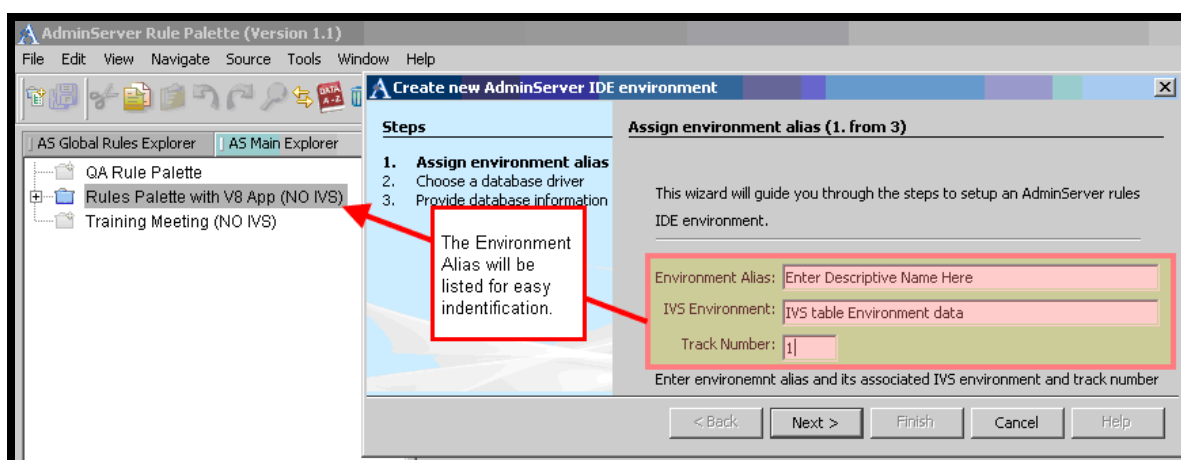 AdminServer Rule Palette (Version 1.1)
File Edit View Navigate Source Tools Window Help
DATA
A-Z
AS Global Rules Explorer
AS Main Explorer
QA Rule Palette
Rules Palette with V8 App (NO IVS)
Training Meeting (NO IVS)
Create new AdminServer IDE environment
Steps
1. Assign environment alias
2. Choose a database driver
3. Provide database information
The Environment
Alias will be
listed for easy
indentification.
Assign environment alias (1. from 3)
This wizard will guide you through the steps to setup an AdminServer rules
IDE environment.
Environment Alias: Enter Descriptive Name Here
IVS Environment: IVS table Environment data
Track Number: 1
Enter environemnt alias and its associated IVS environment and track number
< Back Next > Finish Cancel Help